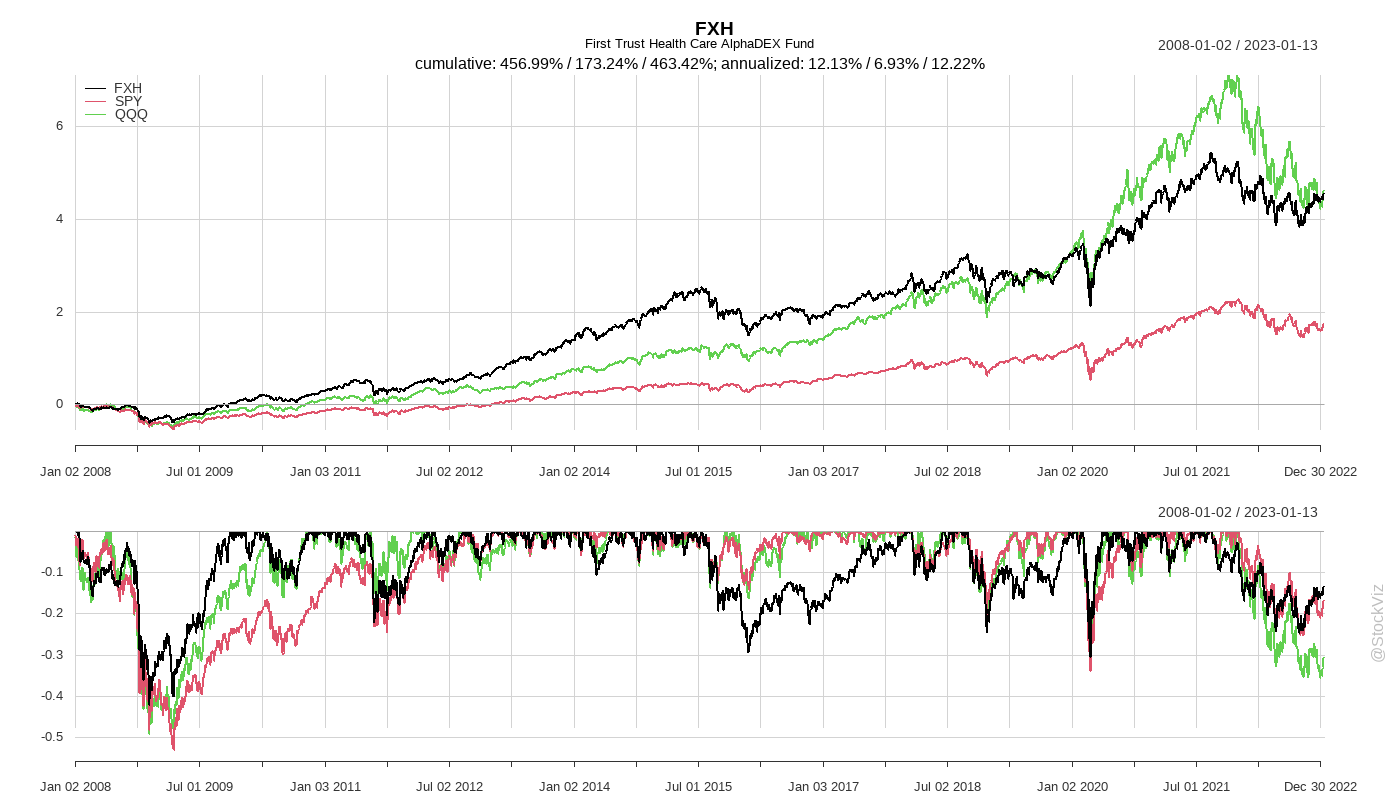 FXH
First Trust Health Care AlphaDEX Fund
2008-01-02 / 2023-01-13
cumulative: 456.99% / 173.24% / 463.42%; annualized: 12.13% / 6.93% / 12.22%
FXH
SPY
QQQ
6
4
2
0
Jan 02 2008 Jul 01 2009 Jan 03 2011 Jul 02 2012 Jan 02 2014 Jul 01 2015 Jan 03 2017 Jul 02 2018 Jan 02 2020 Jul 01 2021 Dec 30 2022
2008-01-02 / 2023-01-13
-0.1
-0.2
-0.3
-0.4
-0.5
Jan 02 2008 Jul 01 2009 Jan 03 2011 Jul 02 2012 Jan 02 2014 Jul 01 2015 Jan 03 2017 Jul 02 2018 Jan 02 2020 Jul 01 2021 Dec 30 2022
@StockViz